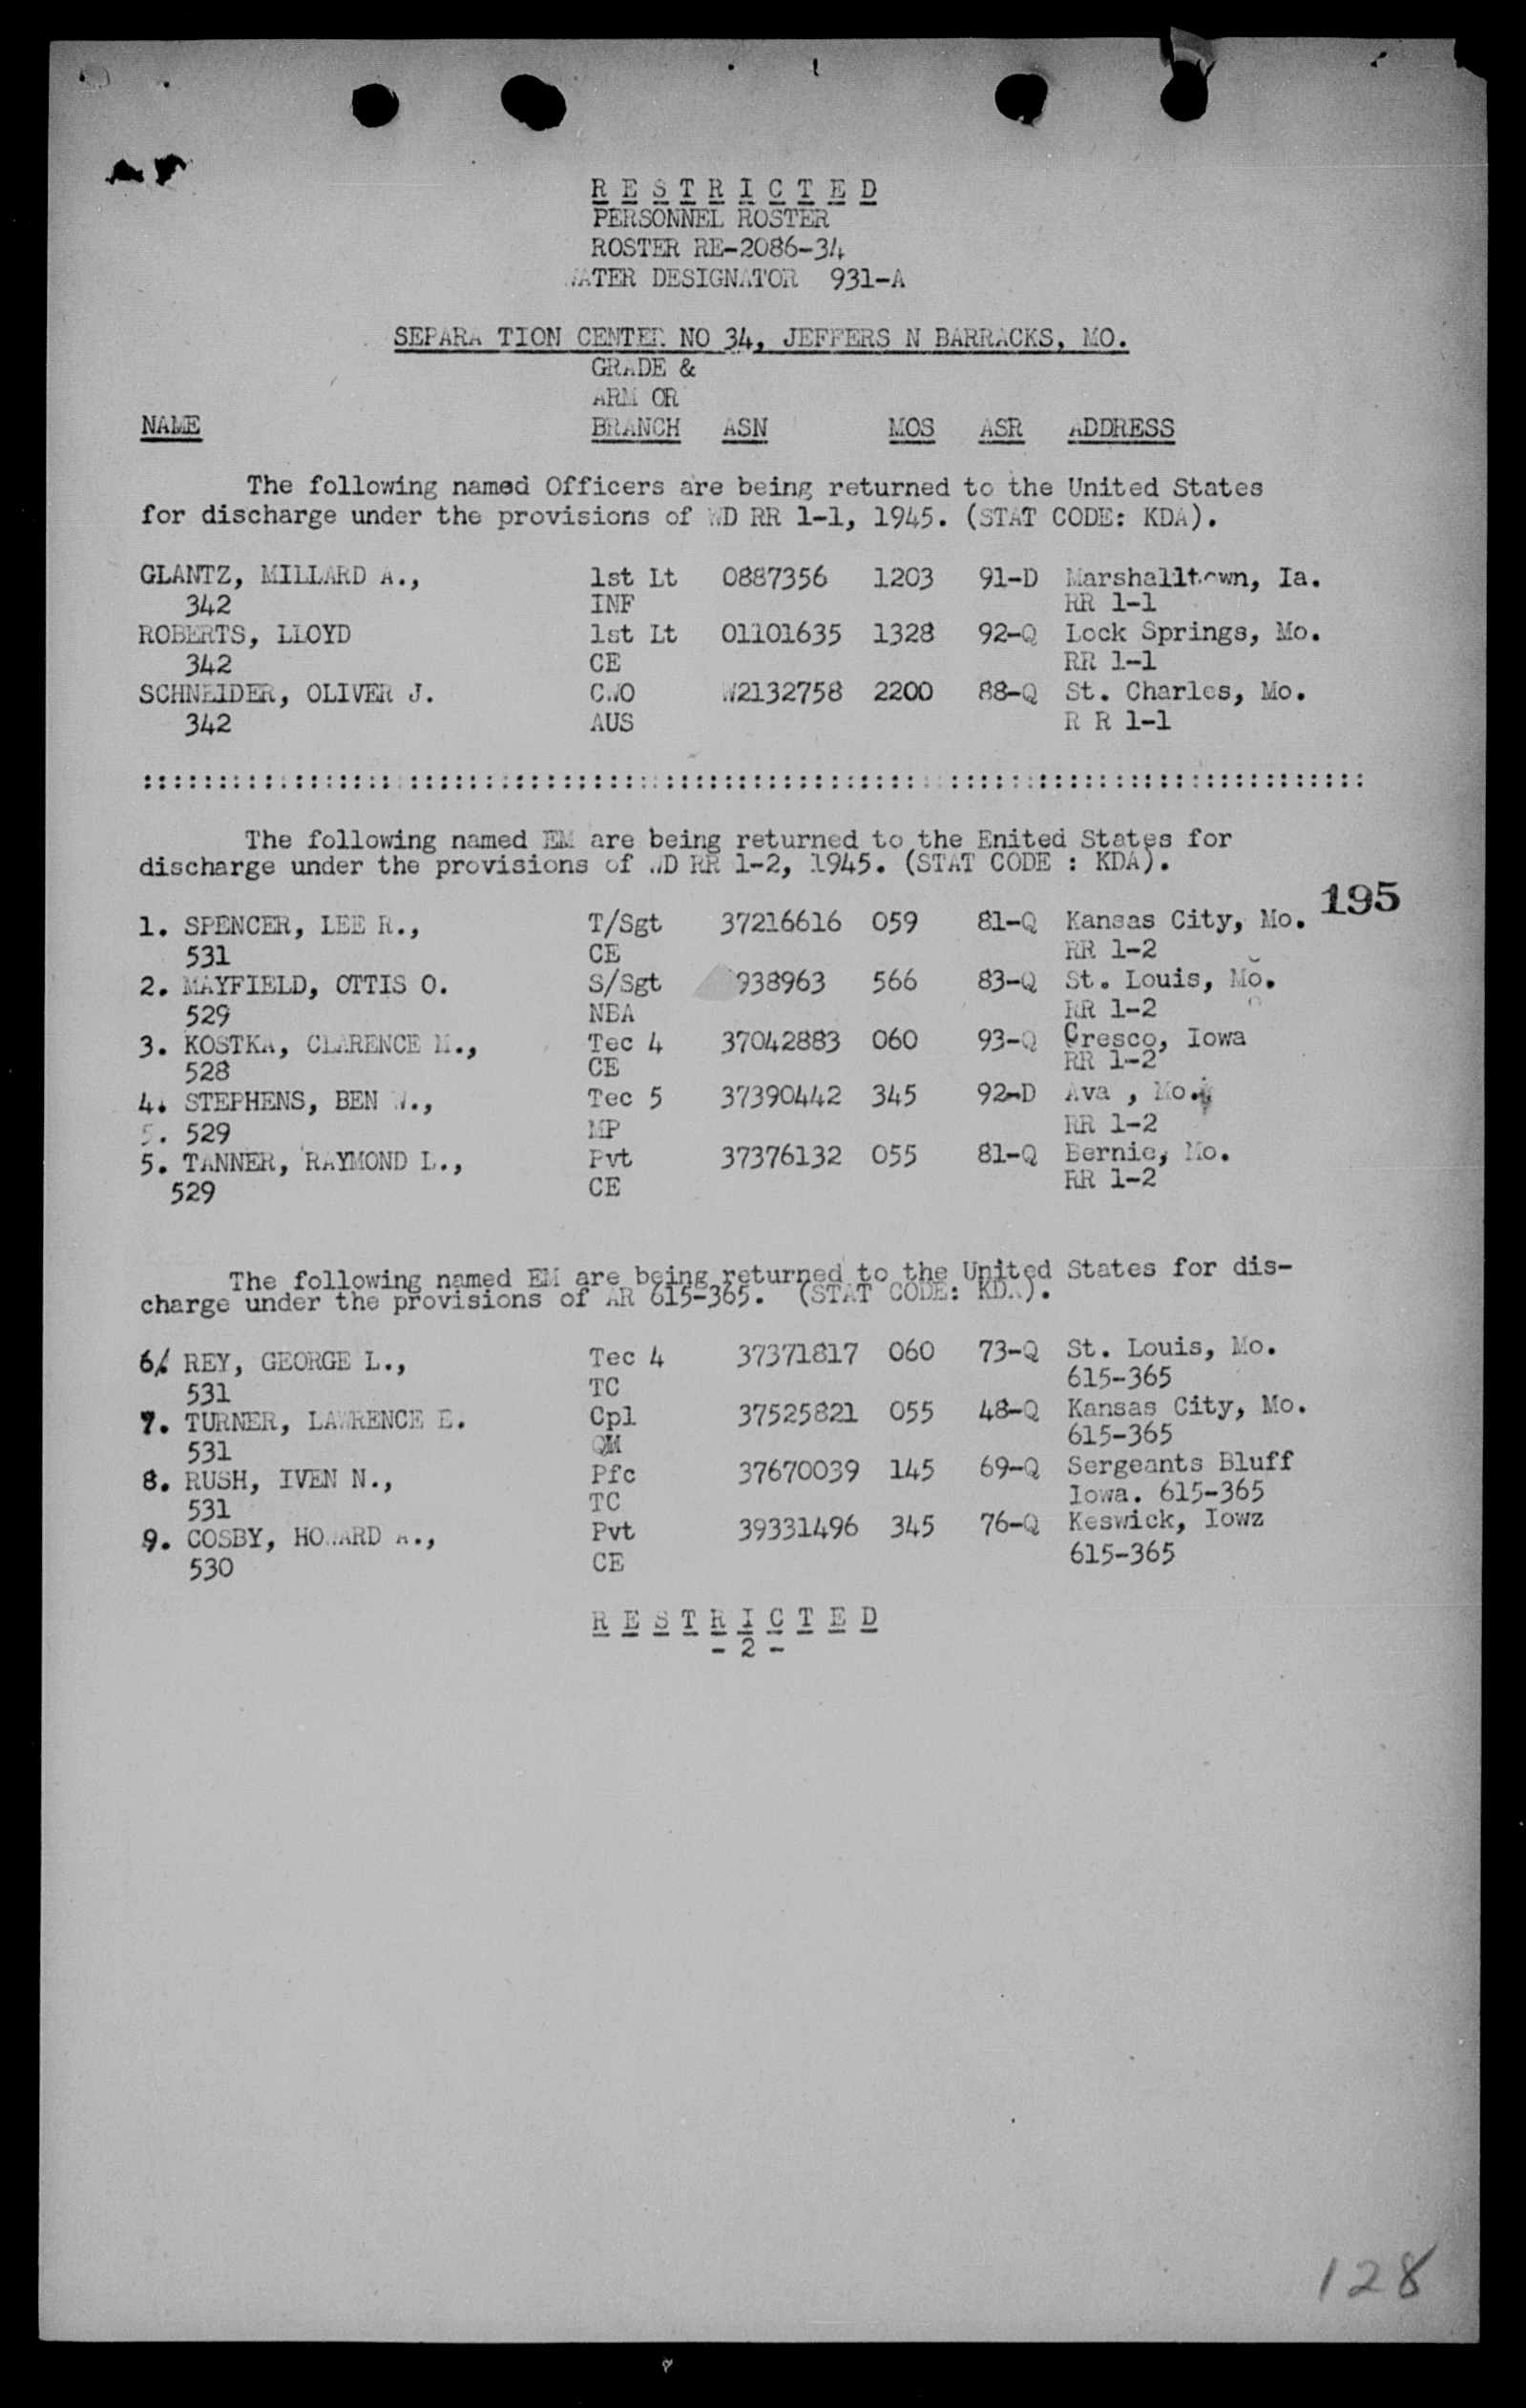 R E S T R I C T E D
PERSONNEL ROSTER
ROSTER RE-2086-34
WATER DESIGNATOR 931-A
SEPARA TION CENTER NO 34, JEFFERS N BARRACKS, MO.
GRADE &
ARM OR
NAME BRANCH ASN MOS ASR ADDRESS
The following named Officers are being returned to the United States
for discharge under the provisions of WD RR 1-1, 1945. (STAT CODE: KDA).
GLANTZ, MILLARD A., 1st Lt 0887356 1203 91-D Marshalltown, Ia.
342 INF RR 1-1
ROBERTS, LLOYD 1st Lt 01101635 1328 92-Q Lock Springs, Mo.
342 CE RR 1-1
SCHNEIDER, OLIVER J. CWO W2132758 2200 88-Q St. Charles, Mo.
342 AUS R R 1-1
The following named EM are being returned to the Enited States for
discharge under the provisions of WD RR 1-2, 1945. (STAT CODE : KDA).
195
1. SPENCER, LEE R., T/Sgt 37216616 059 81-Q Kansas City, Mo.
531 CE RR 1-2
2. MAYFIELD, OTTIS O. S/Sgt 938963 566 83-Q St. Louis, Mo.
529 NBA RR 1-2
3. KOSTKA, CLARENCE M., Tec 4 37042883 060 93-Q Cresco, Iowa
528 CE RR 1-2
4. STEPHENS, BEN W., Tec 5 37390442 345 92-D Ava , Mo.
5. 529 MP RR 1-2
5. TANNER, RAYMOND L., Pvt 37376132 055 81-Q Bernie, Mo.
529 CE RR 1-2
The following named EM are being returned to the United States for dis-
charge under the provisions of AR 615-365. (STAT CODE: KDA).
6. REY, GEORGE L., Tec 4 37371817 060 73-Q St. Louis, Mo.
531 TC 615-365
7. TURNER, LAWRENCE E. Cpl 37525821 055 48-Q Kansas City, Mo.
531 QM 615-365
8. RUSH, IVEN N., Pfc 37670039 145 69-Q Sergeants Bluff
531 TC Iowa. 615-365
9. COSBY, HOWARD A., Pvt 39331496 345 76-Q Keswick, Iowz
530 CE 615-365
R E S T R I C T E D
- 2 -
128